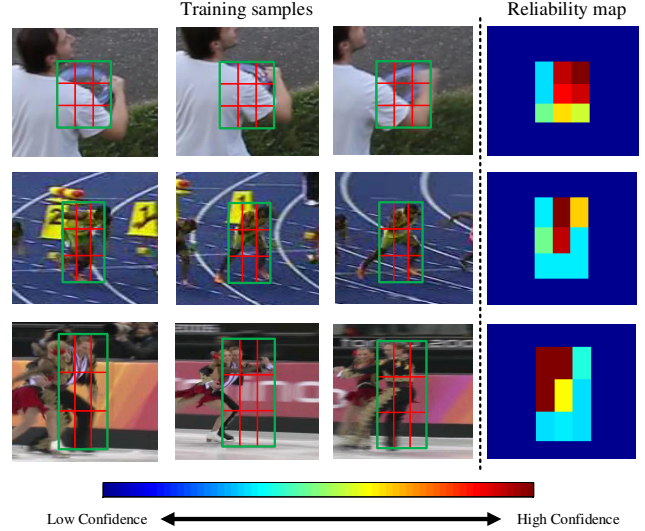 Training samples
Reliability map
Low Confidence
High Confidence